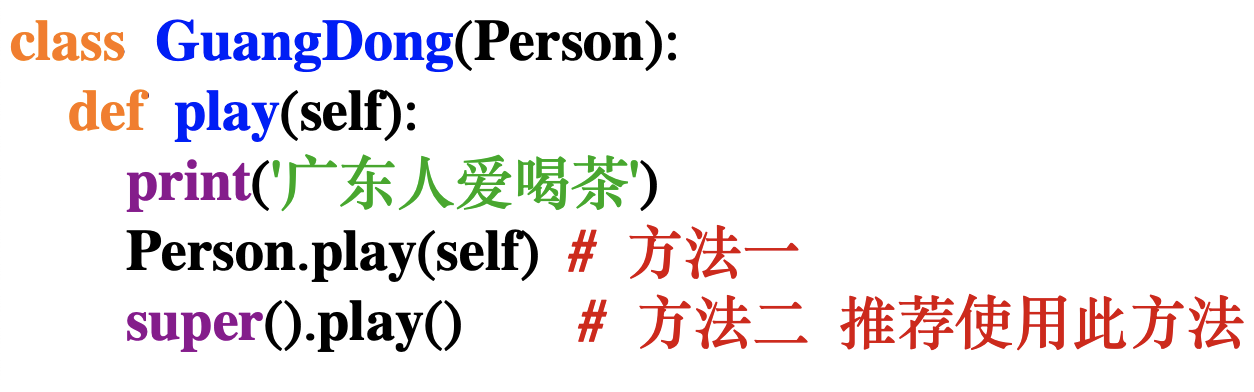 class GuangDong(Person):
def play(self):
print('广东人爱喝茶')
Person.play(self) # 方法一
super().play() # 方法二 推荐使用此方法